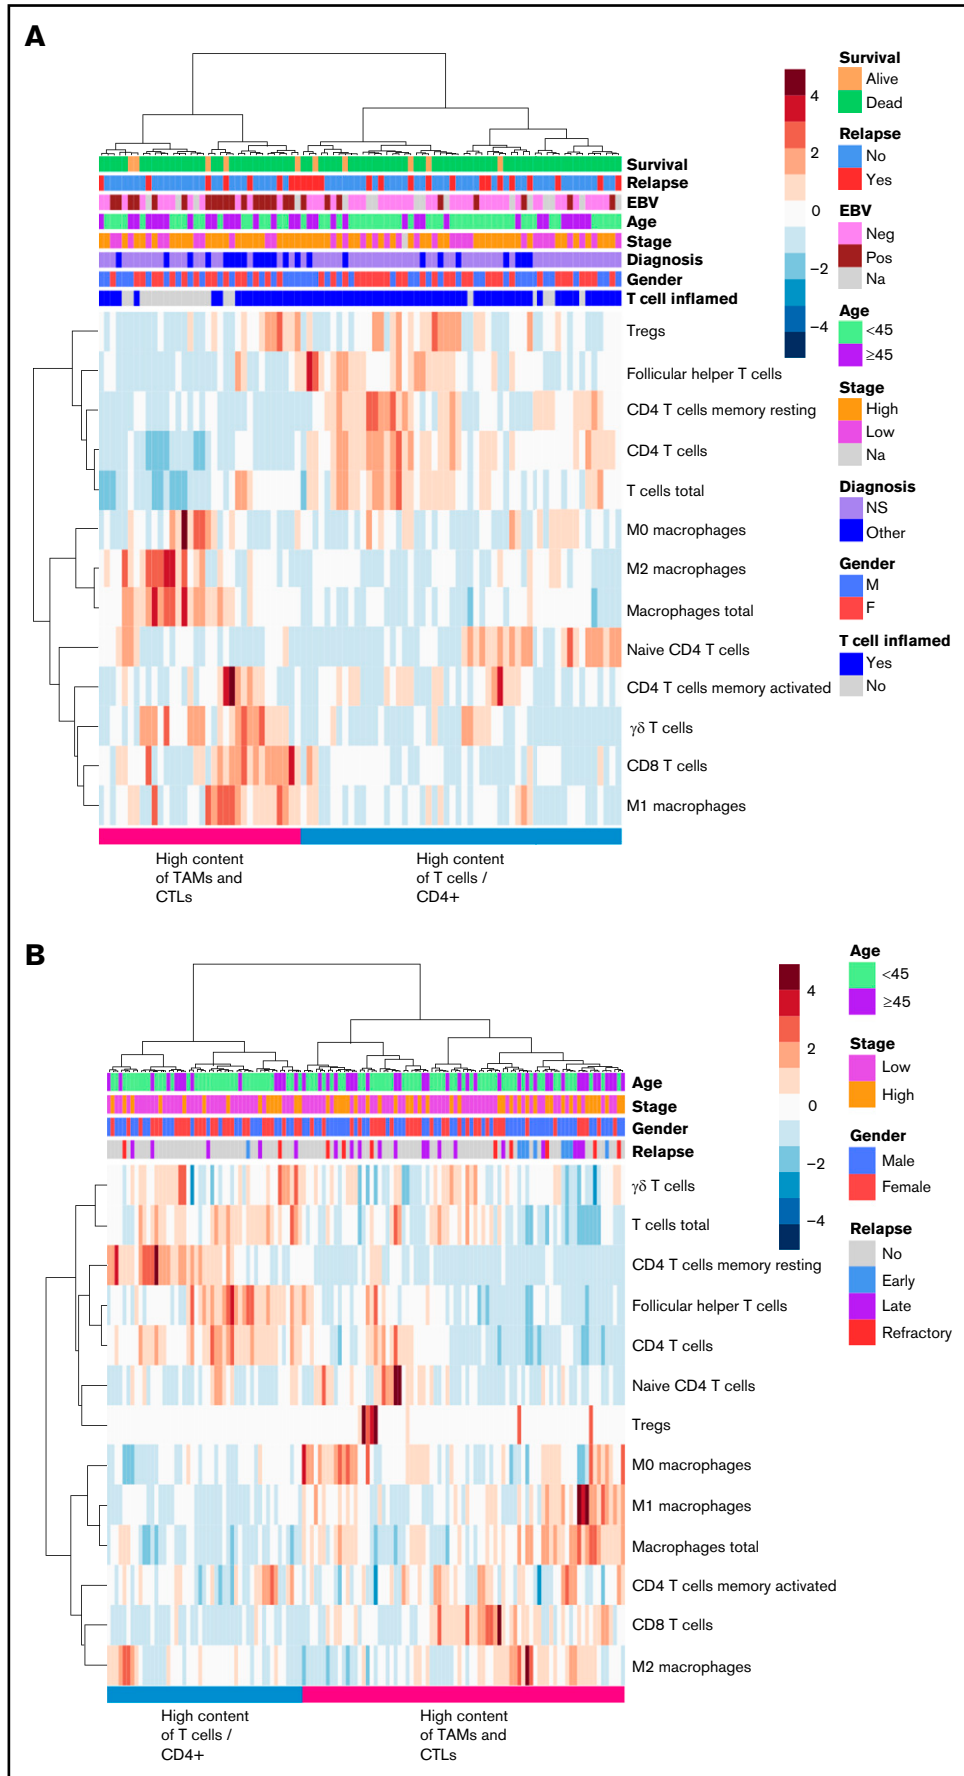 A
Survival
Relapse
EBV
Age
Stage
Diagnosis
Gender
T cell inflamed
Tregs
Follicular helper T cells
CD4 T cells memory resting
CD4 T cells
T cells total
M0 macrophages
M2 macrophages
Macrophages total
Naive CD4 T cells
CD4 T cells memory activated
γδ T cells
CD8 T cells
M1 macrophages
High content
of TAMs and
CTLs
High content
of T cells /
CD4+
4
2
0
−2
−4
Survival
Alive
Dead
Relapse
No
Yes
EBV
Neg
Pos
Na
Age
<45
≥45
Stage
High
Low
Na
Diagnosis
NS
Other
Gender
M
F
T cell inflamed
Yes
No
B
Age
Stage
Gender
Relapse
γδ T cells
T cells total
CD4 T cells memory resting
Follicular helper T cells
CD4 T cells
Naive CD4 T cells
Tregs
M0 macrophages
M1 macrophages
Macrophages total
CD4 T cells memory activated
CD8 T cells
M2 macrophages
High content
of T cells /
CD4+
High content
of TAMs and
CTLs
4
2
0
−2
−4
Age
<45
≥45
Stage
Low
High
Gender
Male
Female
Relapse
No
Early
Late
Refractory